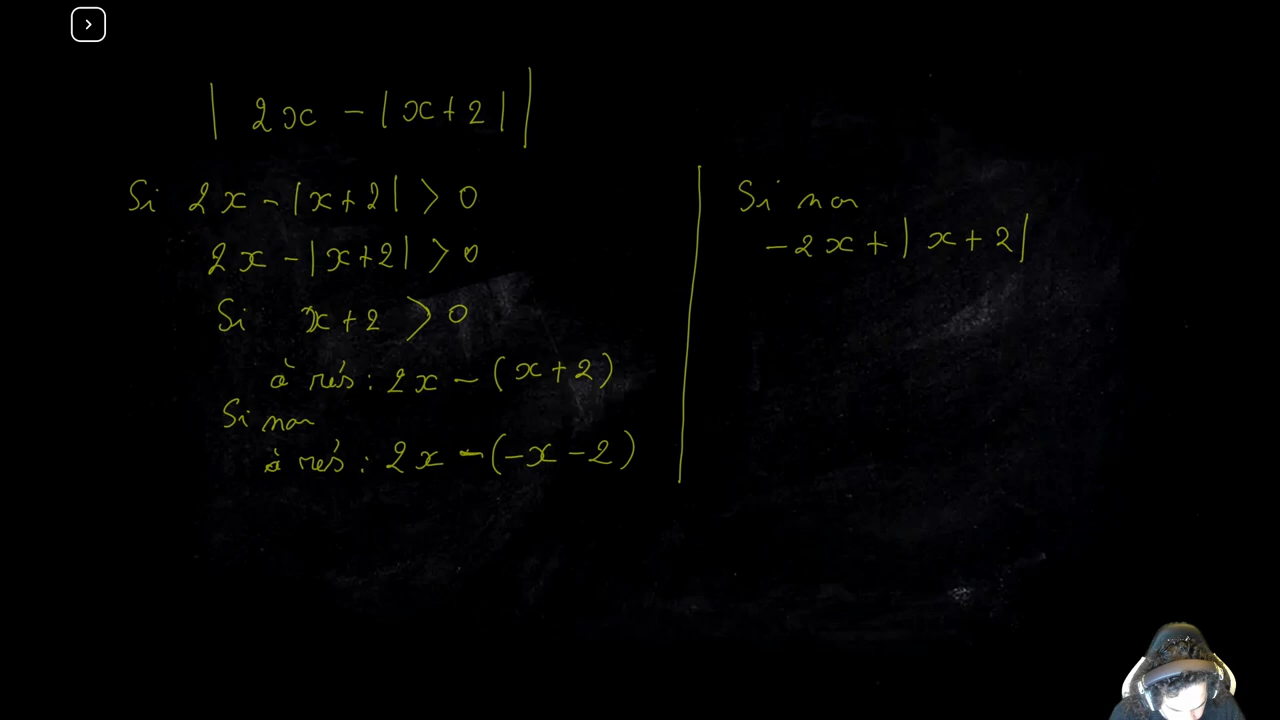 | 2x - |x+2| |
Si 2x - |x+2| > 0
2x - |x+2| > 0
Si x+2 > 0
à rés : 2x - (x+2)
Si non
à rés : 2x - (-x-2)
Si non
-2x + |x+2|